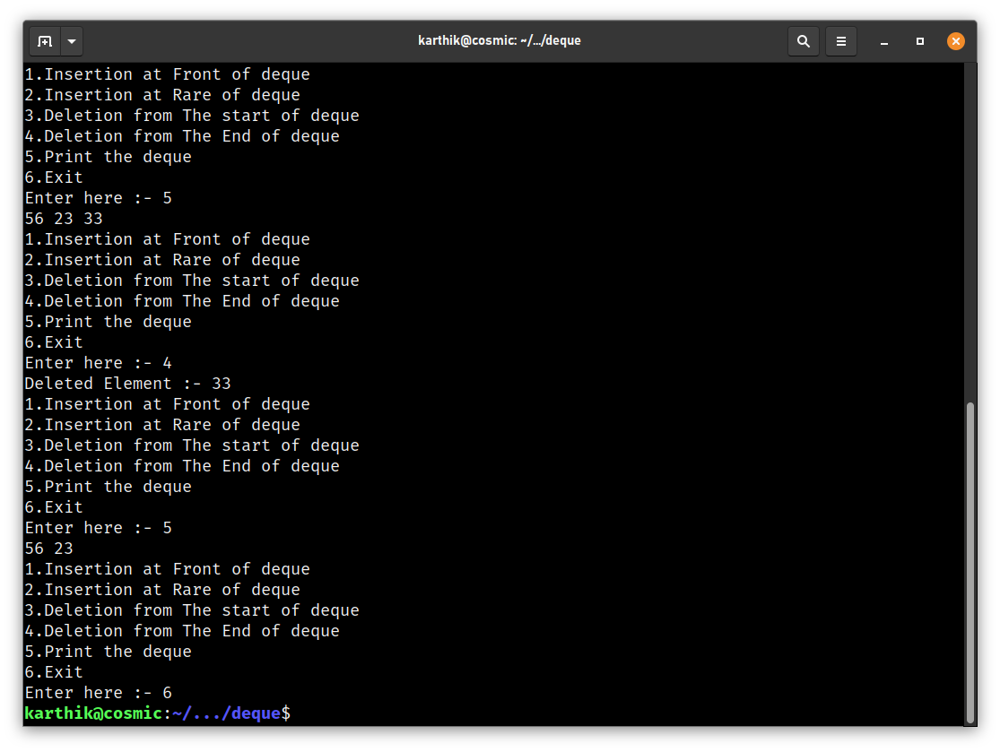 karthik@cosmic: ~/.../deque
1.Insertion at Front of deque
2.Insertion at Rare of deque
3.Deletion from The start of deque
4.Deletion from The End of deque
5.Print the deque
6.Exit
Enter here :- 5
56 23 33
1.Insertion at Front of deque
2.Insertion at Rare of deque
3.Deletion from The start of deque
4.Deletion from The End of deque
5.Print the deque
6.Exit
Enter here :- 4
Deleted Element :- 33
1.Insertion at Front of deque
2.Insertion at Rare of deque
3.Deletion from The start of deque
4.Deletion from The End of deque
5.Print the deque
6.Exit
Enter here :- 5
56 23
1.Insertion at Front of deque
2.Insertion at Rare of deque
3.Deletion from The start of deque
4.Deletion from The End of deque
5.Print the deque
6.Exit
Enter here :- 6
karthik@cosmic:~/.../deque$